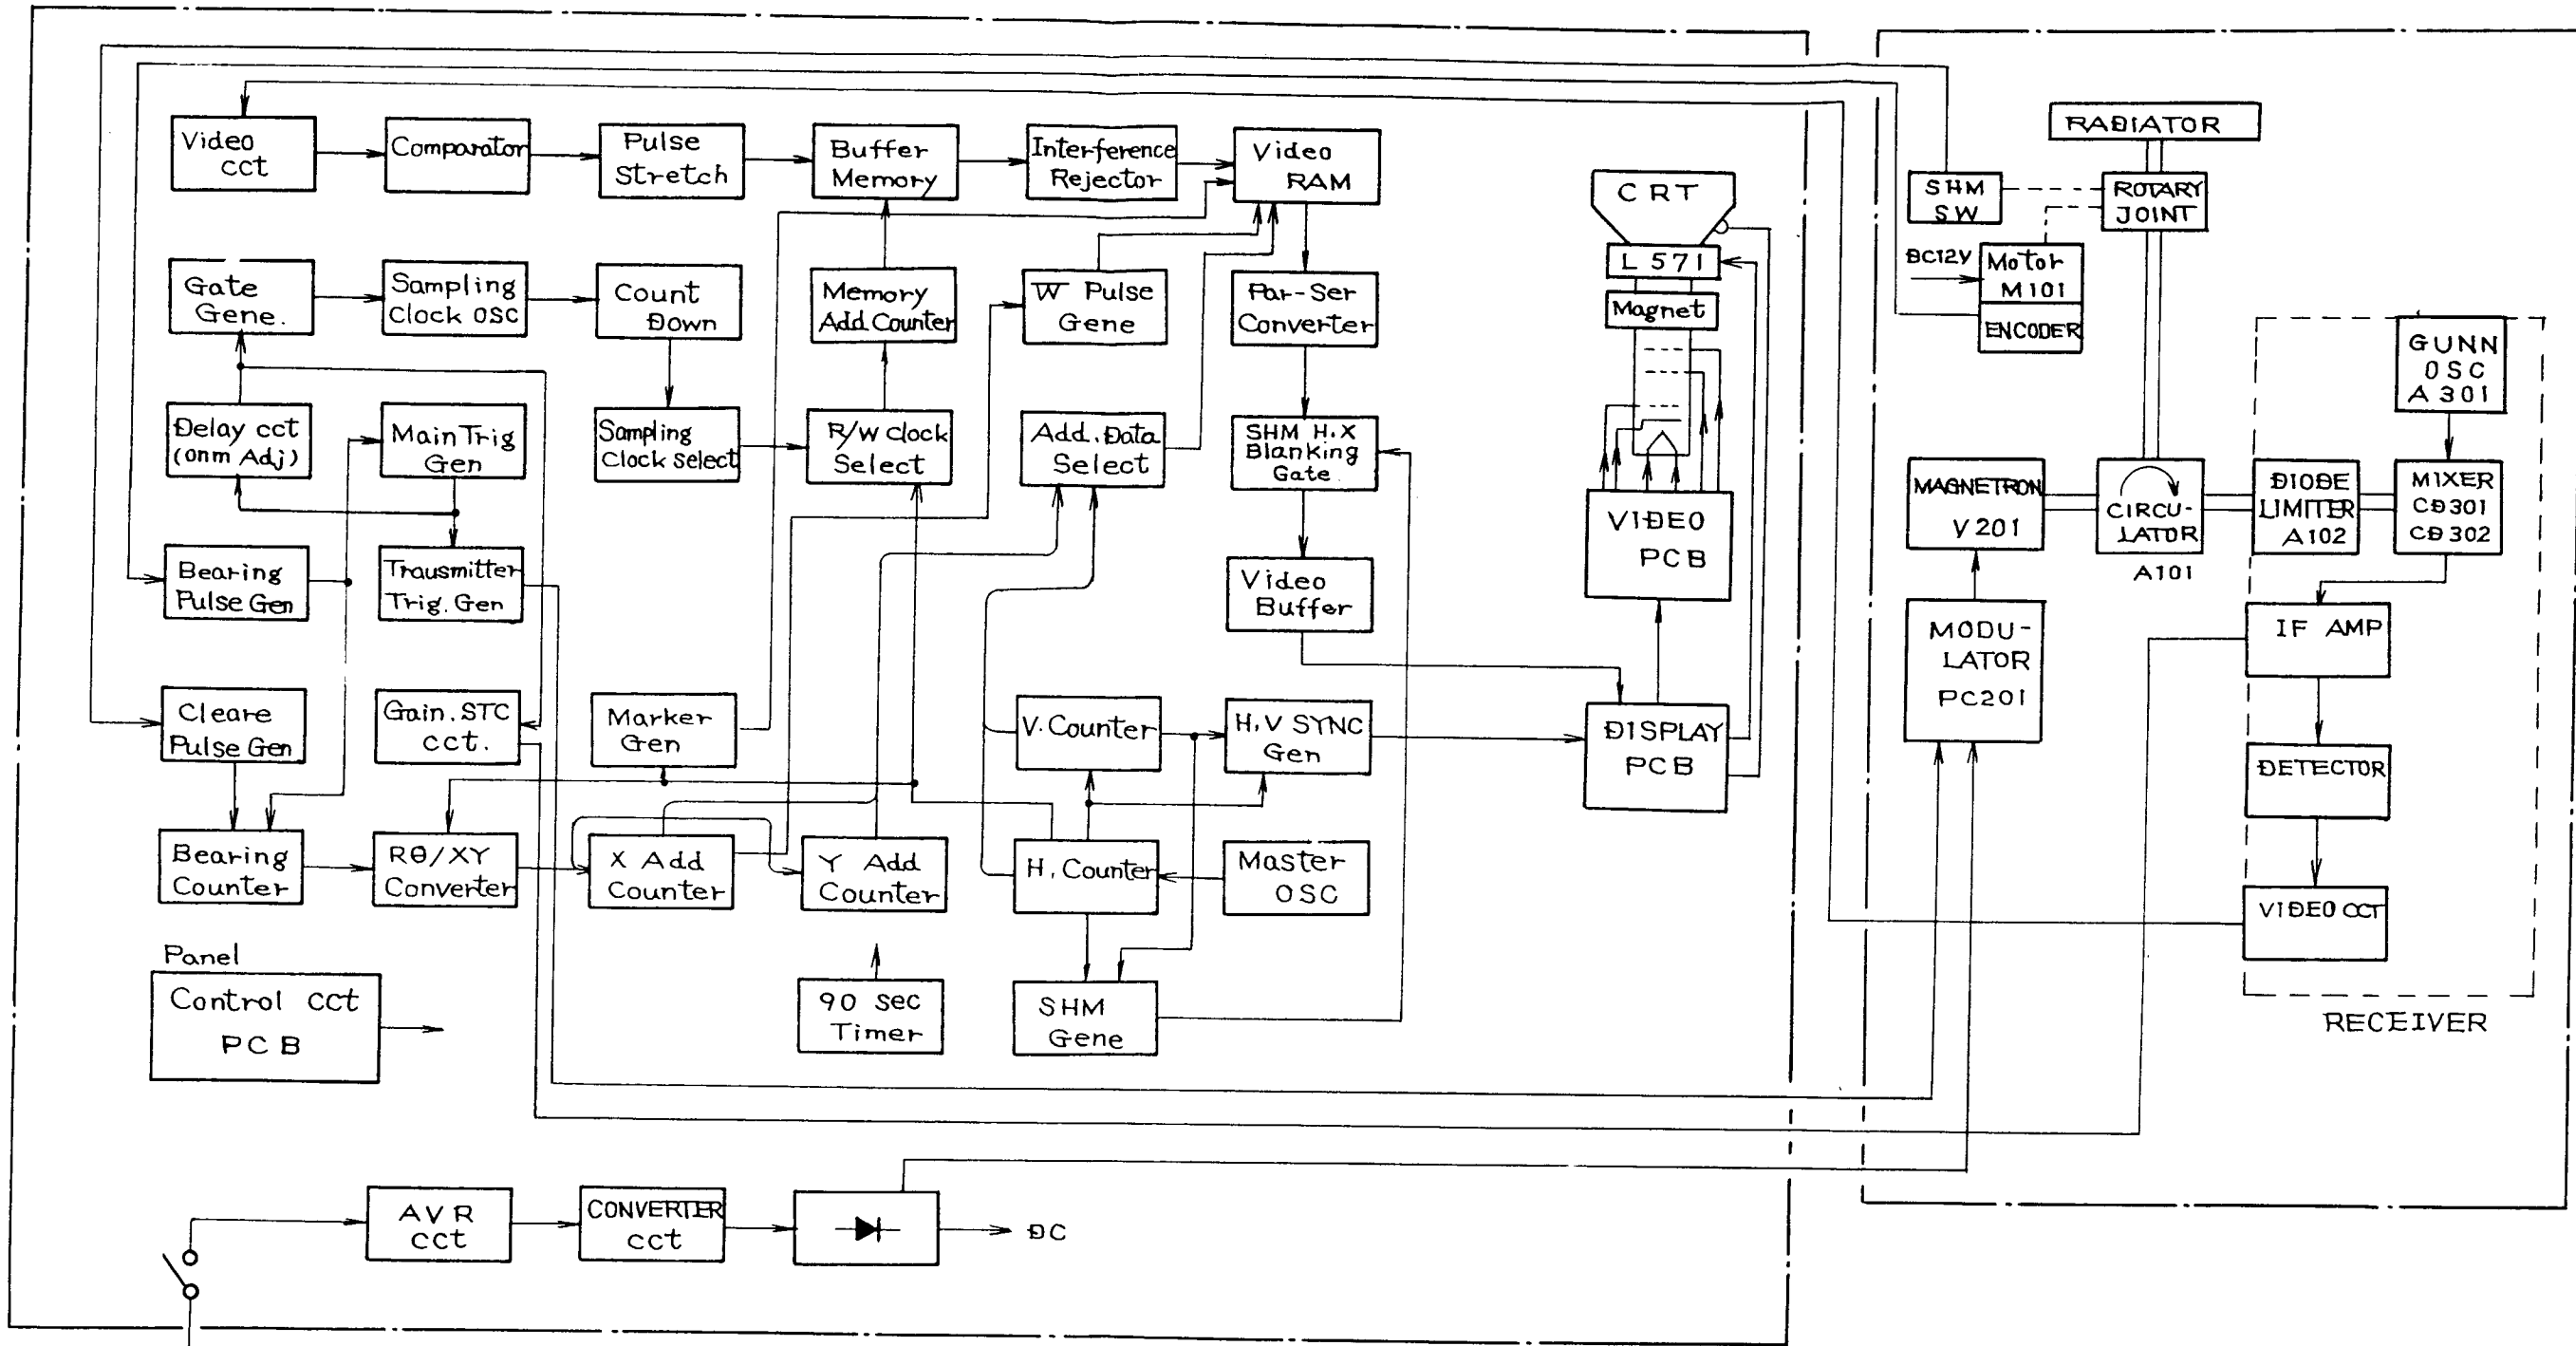 Video
cct
Comparator
Pulse
Stretch
Buffer
Memory
Interference
Rejector
Video
RAM
Gate
Gene.
Sampling
Clock OSC
Count
Down
Memory
Add Counter
W Pulse
Gene
Par-Ser
Converter
Delay cct
(0nm Adj)
Main Trig
Gen
Sampling
Clock Select
R/W Clock
Select
Add. Data
Select
SHM H.X
Blanking
Gate.
Bearing
Pulse Gen
Trausmitter
Trig. Gen
Video
Buffer
Cleare
Pulse Gen
Gain. STC
cct.
Marker
Gen
V. Counter
H,V SYNC
Gen
Bearing
Counter
Rθ/XY
Converter
X Add
Counter
Y Add
Counter
H. Counter
Master
OSC
Panel
Control cct
PCB
90 sec
Timer
SHM
Gene
AVR
cct
CONVERTER
cct
DC
CRT
L 571
Magnet
VIDEO
PCB
DISPLAY
PCB
RADIATOR
SHM
SW
ROTARY
JOINT
DC12V
Motor
M101
ENCODER
GUNN
OSC
A 301
MAGNETRON
V201
CIRCU-
LATOR
A101
DIODE
LIMITER
A102
MIXER
CD301
CD302
MODU-
LATOR
PC201
IF AMP
DETECTOR
VIDEO CCT
RECEIVER